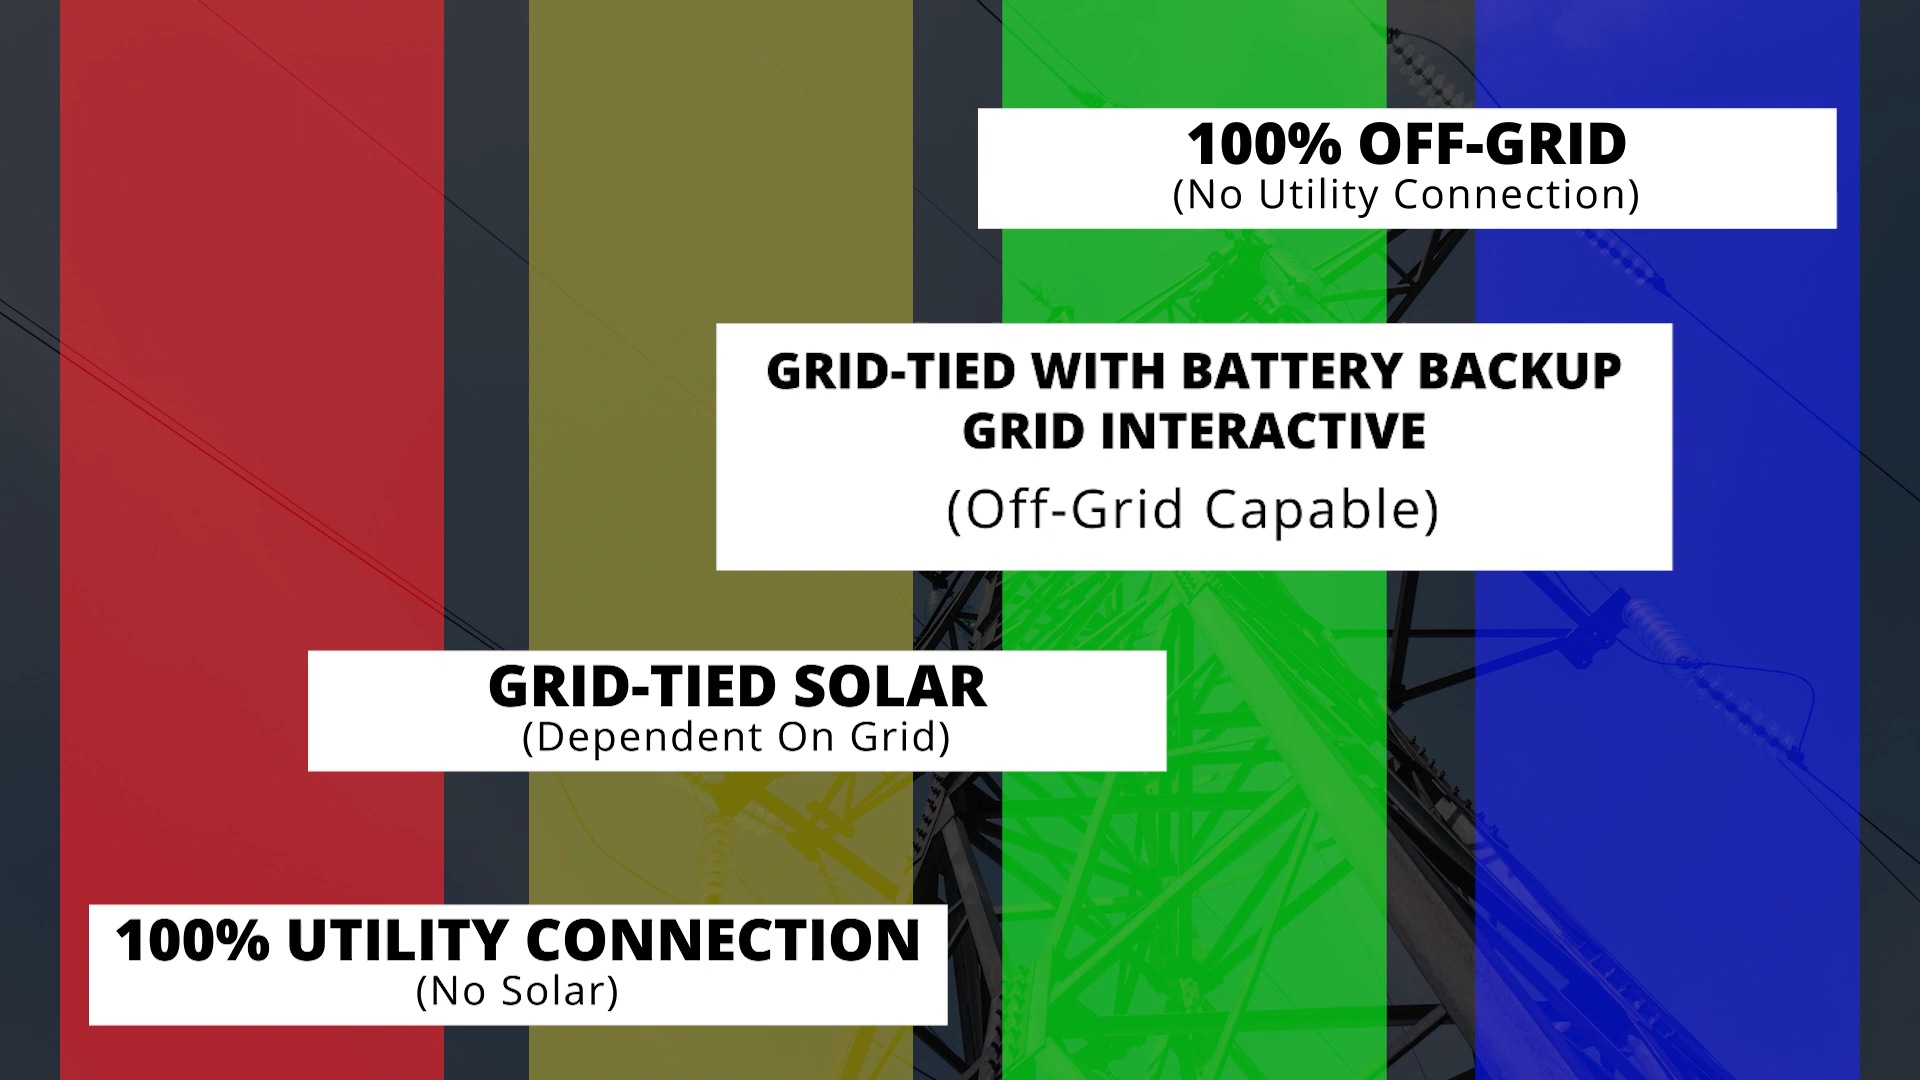 100% OFF-GRID
(No Utility Connection)
GRID-TIED WITH BATTERY BACKUP
GRID INTERACTIVE
(Off-Grid Capable)
GRID-TIED SOLAR
(Dependent On Grid)
100% UTILITY CONNECTION
(No Solar)